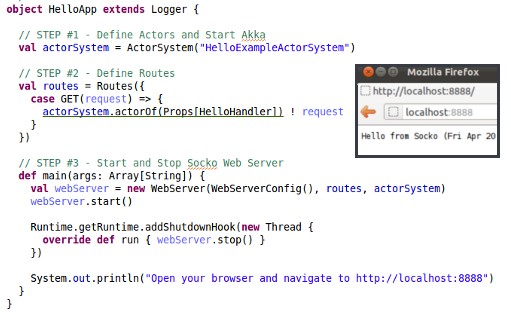 object HelloApp extends Logger {
  // STEP #1 - Define Actors and Start Akka
  val actorSystem = ActorSystem("HelloExampleActorSystem")
  // STEP #2 - Define Routes
  val routes = Routes({
    case GET(request) => {
      actorSystem.actorOf(Props[HelloHandler]) ! request
    }
  })
  // STEP #3 - Start and Stop Socko Web Server
  def main(args: Array[String]) {
    val webServer = new WebServer(WebServerConfig(), routes, actorSystem)
    webServer.start()
    Runtime.getRuntime.addShutdownHook(new Thread {
      override def run { webServer.stop() }
    })
    System.out.println("Open your browser and navigate to http://localhost:8888")
  }
}
Mozilla Firefox
http://localhost:8888/
localhost:8888
Hello from Socko (Fri Apr 20